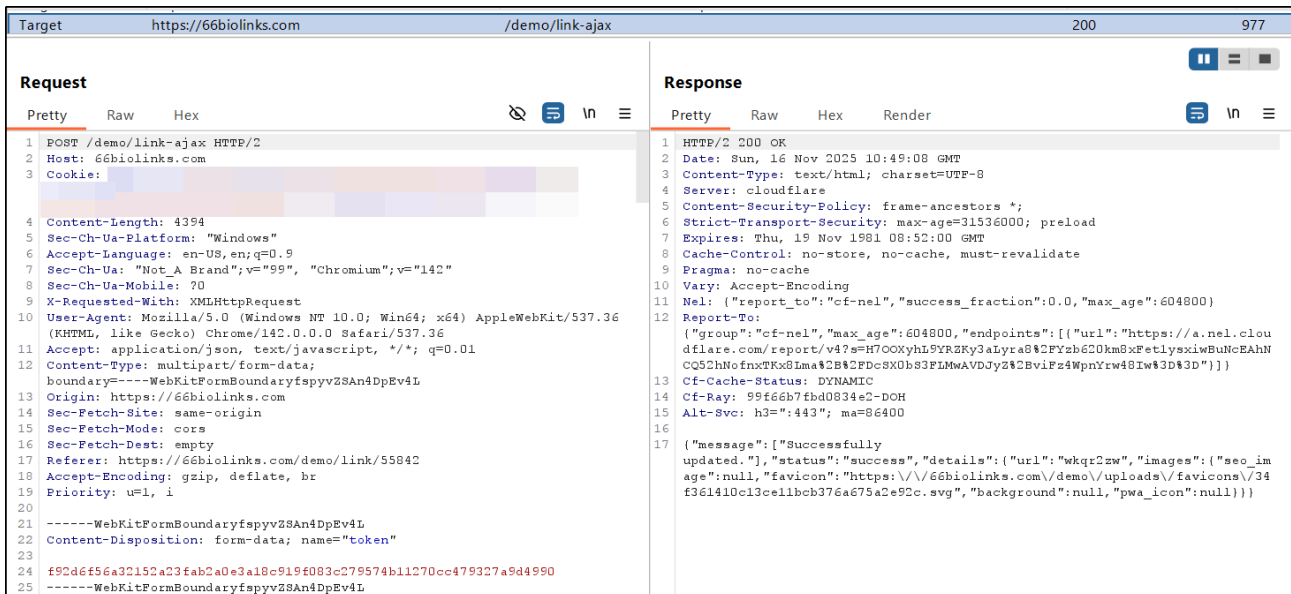 Target https://66biolinks.com /demo/link-ajax 200 977
Request
Pretty Raw Hex \n
1 POST /demo/link-ajax HTTP/2
2 Host: 66biolinks.com
3 Cookie:
4 Content-Length: 4394
5 Sec-Ch-Ua-Platform: "Windows"
6 Accept-Language: en-US,en;q=0.9
7 Sec-Ch-Ua: "Not_A Brand";v="99", "Chromium";v="142"
8 Sec-Ch-Ua-Mobile: ?0
9 X-Requested-With: XMLHttpRequest
10 User-Agent: Mozilla/5.0 (Windows NT 10.0; Win64; x64) AppleWebKit/537.36
(KHTML, like Gecko) Chrome/142.0.0.0 Safari/537.36
11 Accept: application/json, text/javascript, */*; q=0.01
12 Content-Type: multipart/form-data;
boundary=----WebKitFormBoundaryfspyvZSAn4DpEv4L
13 Origin: https://66biolinks.com
14 Sec-Fetch-Site: same-origin
15 Sec-Fetch-Mode: cors
16 Sec-Fetch-Dest: empty
17 Referer: https://66biolinks.com/demo/link/55842
18 Accept-Encoding: gzip, deflate, br
19 Priority: u=1, i
20
21 ------WebKitFormBoundaryfspyvZSAn4DpEv4L
22 Content-Disposition: form-data; name="token"
23
24 f92d6f56a32152a23fab2a0e3a18c919f083c279574b11270cc479327a9d4990
25 ------WebKitFormBoundaryfspyvZSAn4DpEv4L
Response
Pretty Raw Hex Render \n
1 HTTP/2 200 OK
2 Date: Sun, 16 Nov 2025 10:49:08 GMT
3 Content-Type: text/html; charset=UTF-8
4 Server: cloudflare
5 Content-Security-Policy: frame-ancestors *;
6 Strict-Transport-Security: max-age=31536000; preload
7 Expires: Thu, 19 Nov 1981 08:52:00 GMT
8 Cache-Control: no-store, no-cache, must-revalidate
9 Pragma: no-cache
10 Vary: Accept-Encoding
11 Nel: {"report_to":"cf-nel","success_fraction":0.0,"max_age":604800}
12 Report-To:
{"group":"cf-nel","max_age":604800,"endpoints":[{"url":"https://a.nel.clou
dflare.com/report/v4?s=H7OOXyhL9YRZKy3aLyra8%2FYzb620km8xFetlysxiwBuNcEAhN
CQ52hNofnxTKx8Lma%2B%2FDcSX0bS3FLMwAVDJyZ%2BviFz4WpnYrw48Iw%3D%3D"}]}
13 Cf-Cache-Status: DYNAMIC
14 Cf-Ray: 99f66b7fbd0834e2-DOH
15 Alt-Svc: h3=":443"; ma=86400
16
17 {"message":["Successfully
updated."],"status":"success","details":{"url":"wkqr2zw","images":{"seo_im
age":null,"favicon":"https:\/\/66biolinks.com\/demo\/uploads\/favicons\/34
f361410c13ce11bcb376a675a2e92c.svg","background":null,"pwa_icon":null}}}